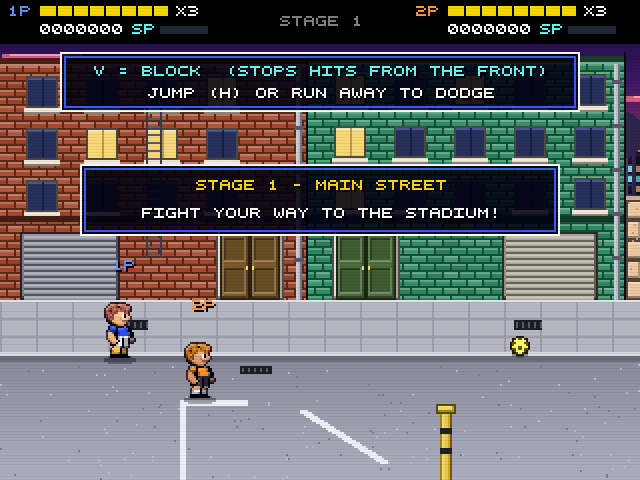 1P X3 STAGE 1 2P X3
0000000 SP 0000000 SP
V = BLOCK (STOPS HITS FROM THE FRONT)
JUMP (H) OR RUN AWAY TO DODGE
STAGE 1 - MAIN STREET
FIGHT YOUR WAY TO THE STADIUM!
1P
2P